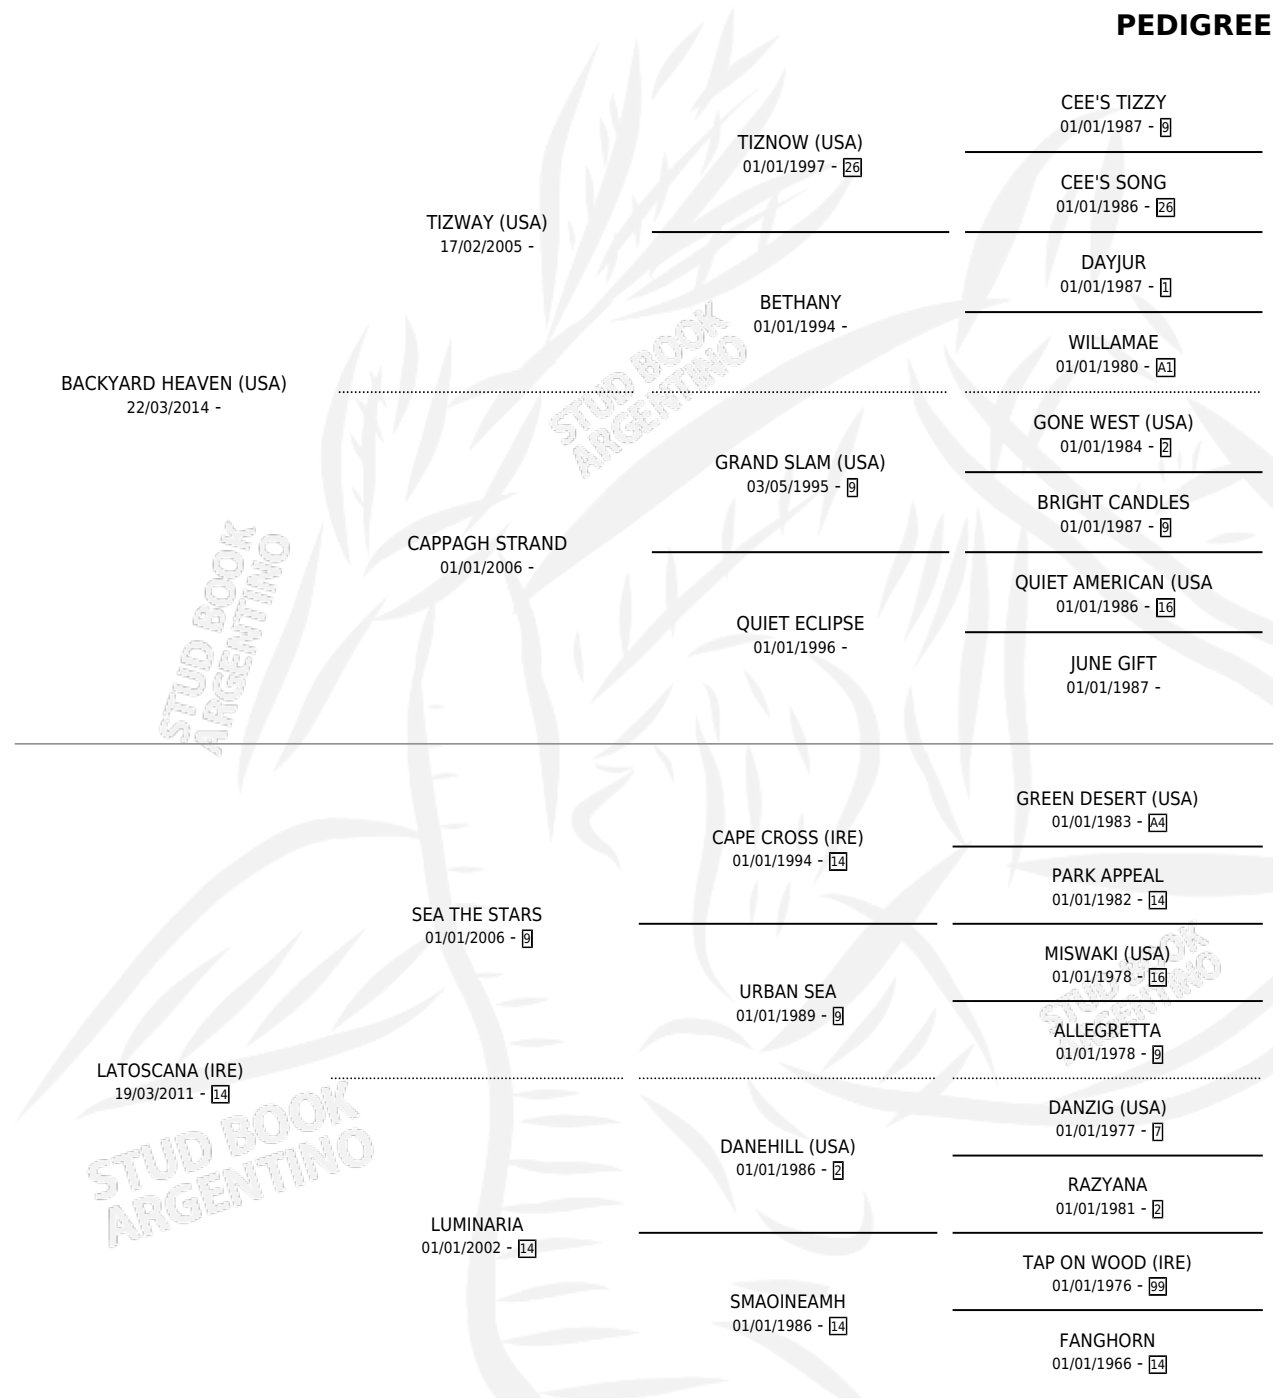 PEDIGREE
CEE'S TIZZY
01/01/1987 - 9
TIZNOW (USA)
01/01/1997 - 26
CEE'S SONG
01/01/1986 - 26
TIZWAY (USA)
17/02/2005 -
DAYJUR
01/01/1987 - 1
BETHANY
01/01/1994 -
WILLAMAE
01/01/1980 - A1
BACKYARD HEAVEN (USA)
22/03/2014 -
GONE WEST (USA)
01/01/1984 - 2
GRAND SLAM (USA)
03/05/1995 - 9
BRIGHT CANDLES
01/01/1987 - 9
CAPPAGH STRAND
01/01/2006 -
QUIET AMERICAN (USA
01/01/1986 - 16
QUIET ECLIPSE
01/01/1996 -
JUNE GIFT
01/01/1987 -
STUD BOOK
ARGENTINO
STUD BOOK
ARGENTINO
GREEN DESERT (USA)
01/01/1983 - A4
CAPE CROSS (IRE)
01/01/1994 - 14
PARK APPEAL
01/01/1982 - 14
SEA THE STARS
01/01/2006 - 9
MISWAKI (USA)
01/01/1978 - 16
URBAN SEA
01/01/1989 - 9
ALLEGRETTA
01/01/1978 - 9
LATOSCANA (IRE)
19/03/2011 - 14
DANZIG (USA)
01/01/1977 - 7
DANEHILL (USA)
01/01/1986 - 2
RAZYANA
01/01/1981 - 2
LUMINARIA
01/01/2002 - 14
TAP ON WOOD (IRE)
01/01/1976 - 99
SMAOINEAMH
01/01/1986 - 14
FANGHORN
01/01/1966 - 14
STUD BOOK
ARGENTINO
STUD BOOK
ARGENTINO